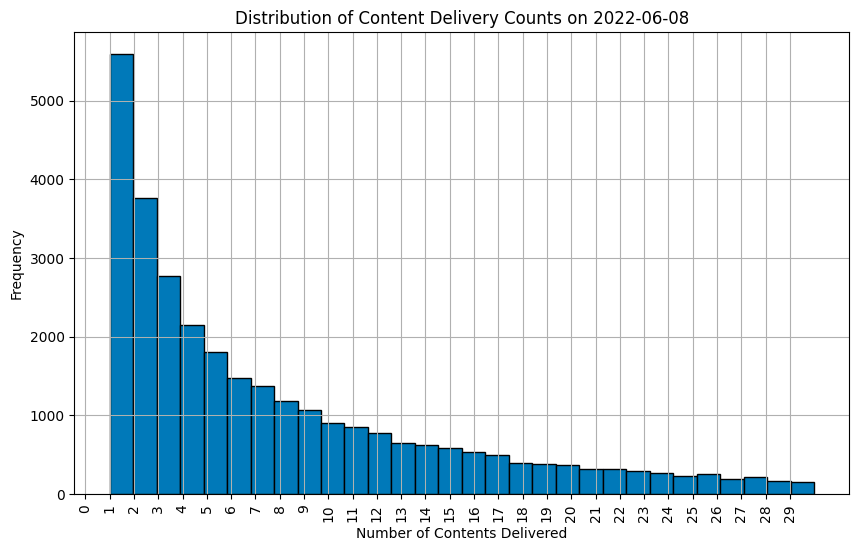 Distribution of Content Delivery Counts on 2022-06-08
Frequency
5000
4000
3000
2000
1000
0
0 1 2 3 4 5 6 7 8 9 10 11 12 13 14 15 16 17 18 19 20 21 22 23 24 25 26 27 28 29
Number of Contents Delivered